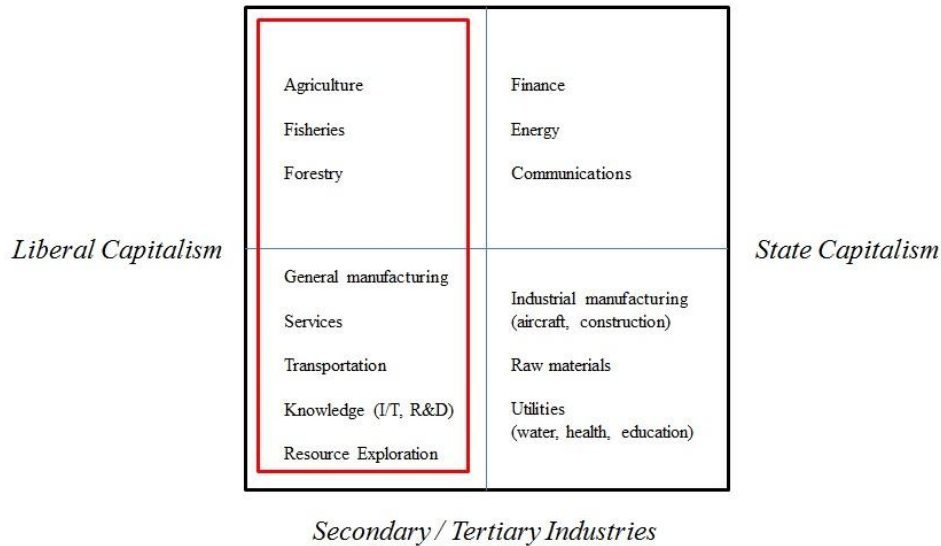 Agriculture
Finance
Fisheries
Energy
Forestry
Communications
Liberal Capitalism
State Capitalism
General manufacturing
Services
Transportation
Knowledge (I/T, R&D)
Resource Exploration
Industrial manufacturing
(aircraft, construction)
Raw materials
Utilities
(water, health, education)
Secondary / Tertiary Industries